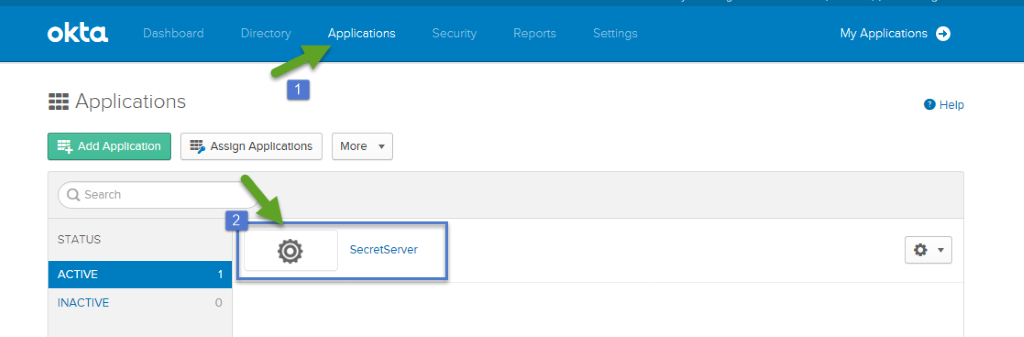 okta Dashboard Directory Applications Security Reports Settings My Applications
1
Applications
Help
Add Application Assign Applications More
Search
2
STATUS
SecretServer
ACTIVE 1
INACTIVE 0